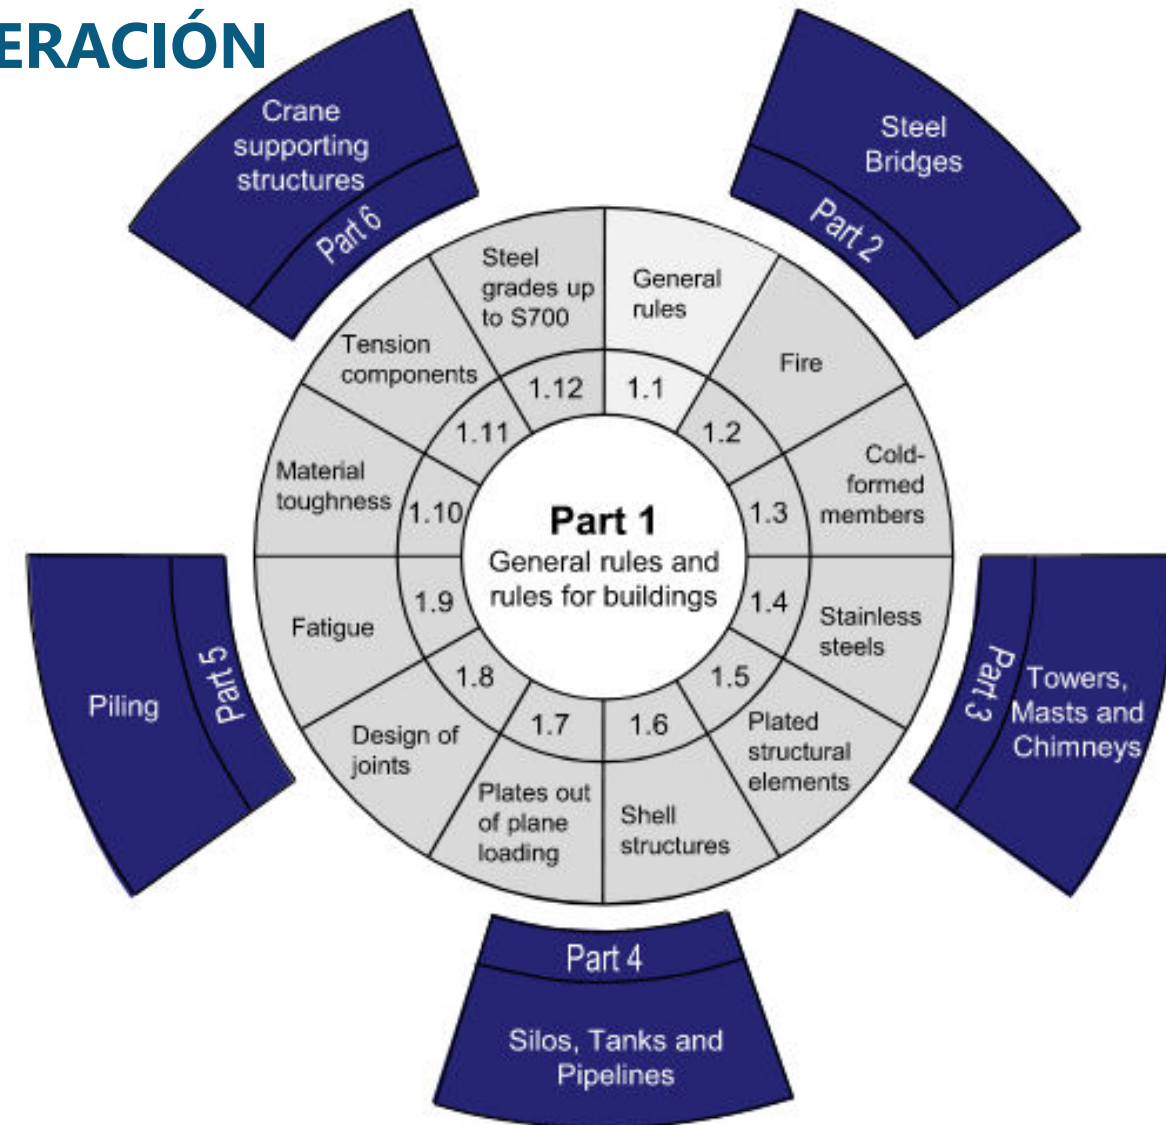 ERACIÓN
Crane
supporting
structures
Part 6
Steel
Bridges
Part 2
Steel
grades up
to S700
General
rules
Tension
components
Fire
1.12
1.1
1.11
1.2
Material
toughness
1.10
Cold-
formed
members
1.3
Part 1
General rules and
rules for buildings
1.9
Fatigue
1.4
Stainless
steels
Part 5
Piling
Part 3
Towers,
Masts and
Chimneys
1.8
Design of
joints
1.5
Plated
structural
elements
1.7
Plates out
of plane
loading
1.6
Shell
structures
Part 4
Silos, Tanks and
Pipelines